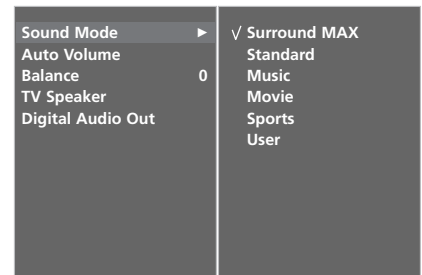 Sound Mode ►
Auto Volume
Balance 0
TV Speaker
Digital Audio Out
√ Surround MAX
Standard
Music
Movie
Sports
User